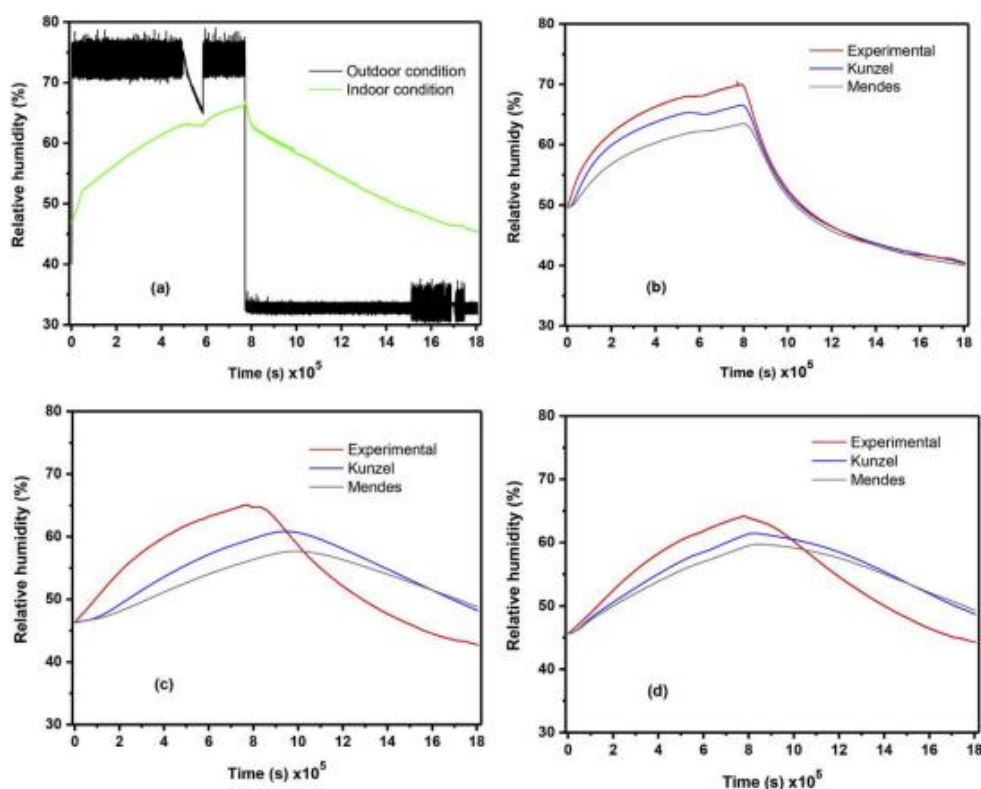 80
70
60
50
40
30
Relative humidity (%)
Outdoor condition
Indoor condition
(a)
0 2 4 6 8 10 12 14 16 18
Time (s) x10⁵
80
70
60
50
40
30
Relative humidy (%)
Experimental
Kunzel
Mendes
(b)
0 2 4 6 8 10 12 14 16 18
Time (s) x10⁵
80
70
60
50
40
30
Relative humidity (%)
Experimental
Kunzel
Mendes
(c)
0 2 4 6 8 10 12 14 16 18
Time (s) x10⁵
80
70
60
50
40
30
Relative humidity (%)
Experimental
Kunzel
Mendes
(d)
0 2 4 6 8 10 12 14 16 18
Time (s) x10⁵